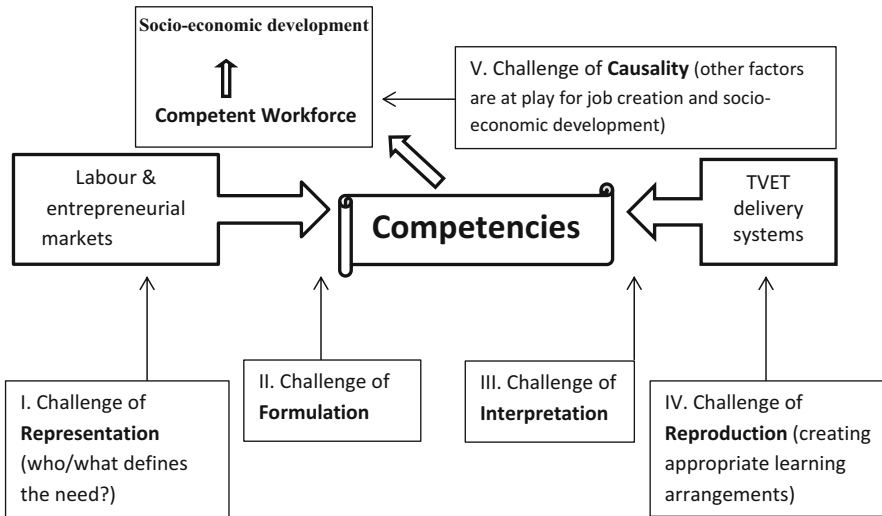 Socio-economic development
Competent Workforce
V. Challenge of Causality (other factors
are at play for job creation and socio-
economic development)
Labour &
entrepreneurial
markets
Competencies
TVET
delivery
systems
I. Challenge of
Representation
(who/what defines
the need?)
II. Challenge of
Formulation
III. Challenge of
Interpretation
IV. Challenge of
Reproduction (creating
appropriate learning
arrangements)